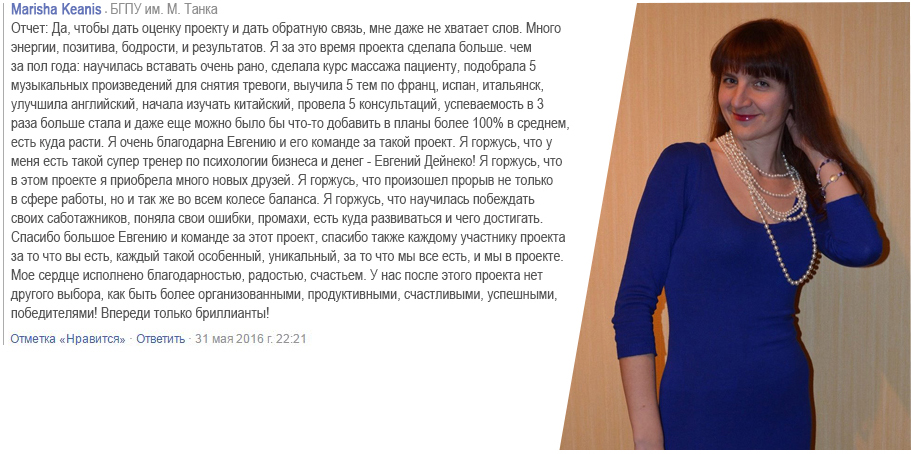 Marisha Keanis · БГПУ им. М. Танка
Отчет: Да, чтобы дать оценку проекту и дать обратную связь, мне даже не хватает слов. Много
энергии, позитива, бодрости, и результатов. Я за это время проекта сделала больше. чем
за пол года: научилась вставать очень рано, сделала курс массажа пациенту, подобрала 5
музыкальных произведений для снятия тревоги, выучила 5 тем по франц, испан, итальянск,
улучшила английский, начала изучать китайский, провела 5 консультаций, успеваемость в 3
раза больше стала и даже еще можно было бы что-то добавить в планы более 100% в среднем,
есть куда расти. Я очень благодарна Евгению и его команде за такой проект. Я горжусь, что у
меня есть такой супер тренер по психологии бизнеса и денег - Евгений Дейнеко! Я горжусь, что
в этом проекте я приобрела много новых друзей. Я горжусь, что произошел прорыв не только
в сфере работы, но и так же во всем колесе баланса. Я горжусь, что научилась побеждать
своих саботажников, поняла свои ошибки, промахи, есть куда развиваться и чего достигать.
Спасибо большое Евгению и команде за этот проект, спасибо также каждому участнику проекта
за то что вы есть, каждый такой особенный, уникальный, за то что мы все есть, и мы в проекте.
Мое сердце исполнено благодарностью, радостью, счастьем. У нас после этого проекта нет
другого выбора, как быть более организованными, продуктивными, счастливыми, успешными,
победителями! Впереди только бриллианты!
Отметка «Нравится» · Ответить · 31 мая 2016 г. 22:21